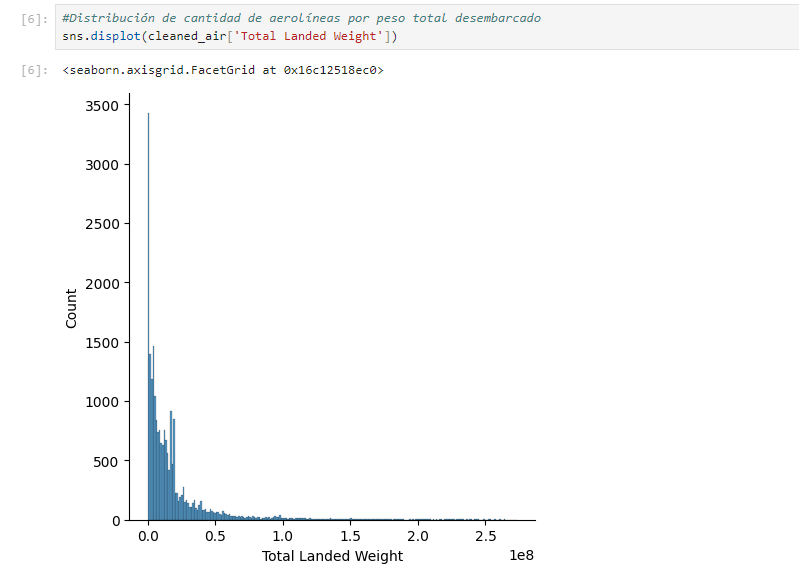 [6]: #Distribución de cantidad de aerolíneas por peso total desembarcado
sns.displot(cleaned_air['Total Landed Weight'])
[6]: <seaborn.axisgrid.FacetGrid at 0x16c12518ec0>
3500
3000
2500
2000
1500
1000
500
0
Count
0.0 0.5 1.0 1.5 2.0 2.5
1e8
Total Landed Weight